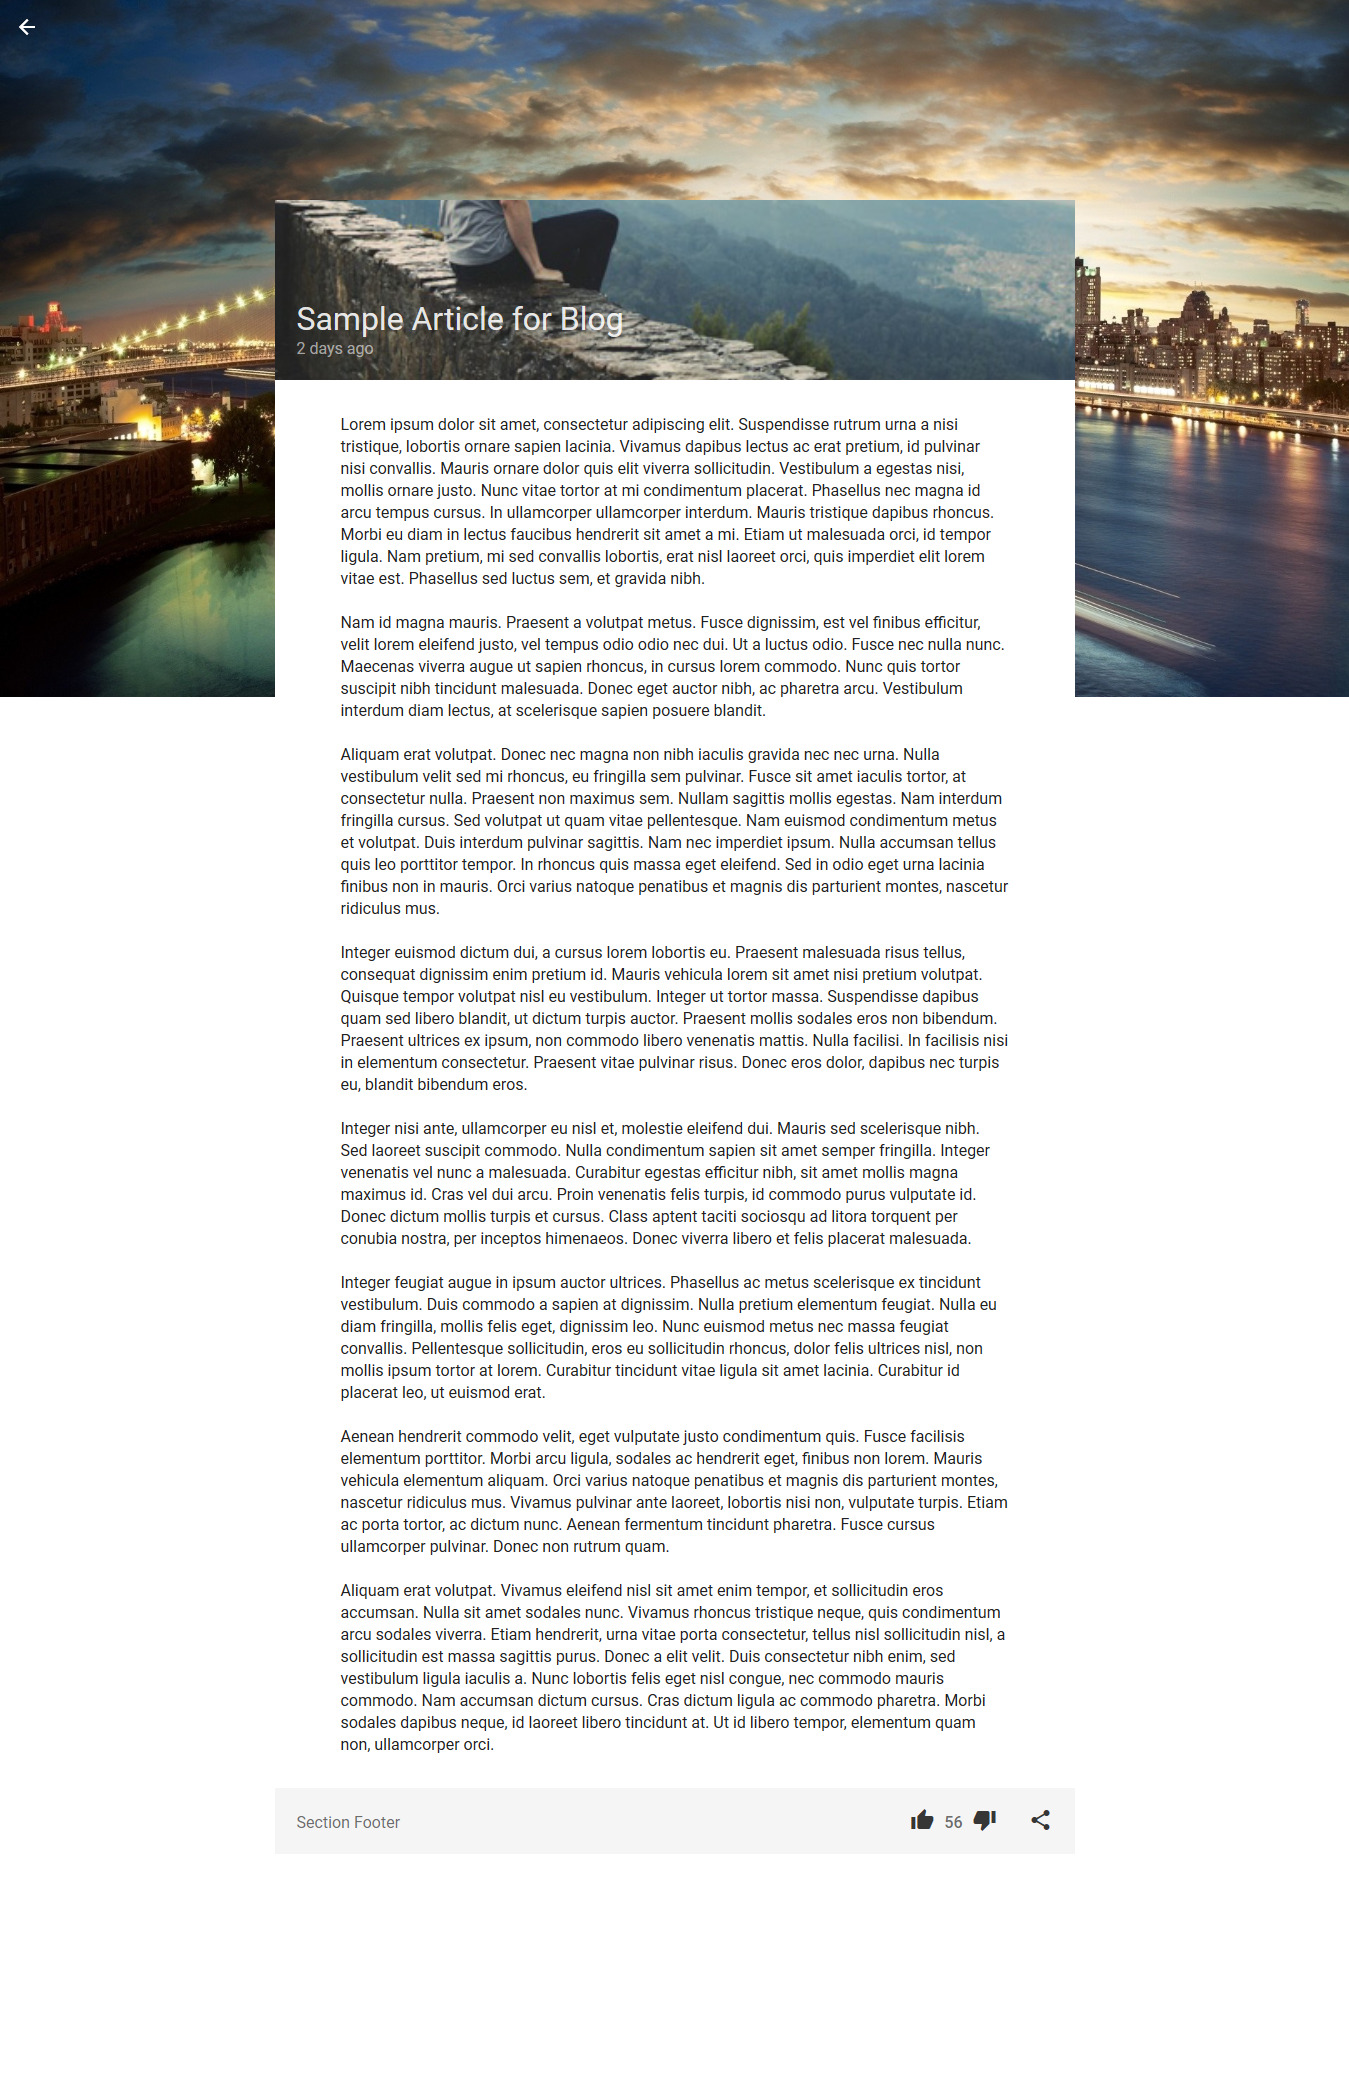 Sample Article for Blog
2 days ago
Lorem ipsum dolor sit amet, consectetur adipiscing elit. Suspendisse rutrum urna a nisi
tristique, lobortis ornare sapien lacinia. Vivamus dapibus lectus ac erat pretium, id pulvinar
nisi convallis. Mauris ornare dolor quis elit viverra sollicitudin. Vestibulum a egestas nisi,
mollis ornare justo. Nunc vitae tortor at mi condimentum placerat. Phasellus nec magna id
arcu tempus cursus. In ullamcorper ullamcorper interdum. Mauris tristique dapibus rhoncus.
Morbi eu diam in lectus faucibus hendrerit sit amet a mi. Etiam ut malesuada orci, id tempor
ligula. Nam pretium, mi sed convallis lobortis, erat nisl laoreet orci, quis imperdiet elit lorem
vitae est. Phasellus sed luctus sem, et gravida nibh.
Nam id magna mauris. Praesent a volutpat metus. Fusce dignissim, est vel finibus efficitur,
velit lorem eleifend justo, vel tempus odio odio nec dui. Ut a luctus odio. Fusce nec nulla nunc.
Maecenas viverra augue ut sapien rhoncus, in cursus lorem commodo. Nunc quis tortor
suscipit nibh tincidunt malesuada. Donec eget auctor nibh, ac pharetra arcu. Vestibulum
interdum diam lectus, at scelerisque sapien posuere blandit.
Aliquam erat volutpat. Donec nec magna non nibh iaculis gravida nec nec urna. Nulla
vestibulum velit sed mi rhoncus, eu fringilla sem pulvinar. Fusce sit amet iaculis tortor, at
consectetur nulla. Praesent non maximus sem. Nullam sagittis mollis egestas. Nam interdum
fringilla cursus. Sed volutpat ut quam vitae pellentesque. Nam euismod condimentum metus
et volutpat. Duis interdum pulvinar sagittis. Nam nec imperdiet ipsum. Nulla accumsan tellus
quis leo porttitor tempor. In rhoncus quis massa eget eleifend. Sed in odio eget urna lacinia
finibus non in mauris. Orci varius natoque penatibus et magnis dis parturient montes, nascetur
ridiculus mus.
Integer euismod dictum dui, a cursus lorem lobortis eu. Praesent malesuada risus tellus,
consequat dignissim enim pretium id. Mauris vehicula lorem sit amet nisi pretium volutpat.
Quisque tempor volutpat nisl eu vestibulum. Integer ut tortor massa. Suspendisse dapibus
quam sed libero blandit, ut dictum turpis auctor. Praesent mollis sodales eros non bibendum.
Praesent ultrices ex ipsum, non commodo libero venenatis mattis. Nulla facilisi. In facilisis nisi
in elementum consectetur. Praesent vitae pulvinar risus. Donec eros dolor, dapibus nec turpis
eu, blandit bibendum eros.
Integer nisi ante, ullamcorper eu nisl et, molestie eleifend dui. Mauris sed scelerisque nibh.
Sed laoreet suscipit commodo. Nulla condimentum sapien sit amet semper fringilla. Integer
venenatis vel nunc a malesuada. Curabitur egestas efficitur nibh, sit amet mollis magna
maximus id. Cras vel dui arcu. Proin venenatis felis turpis, id commodo purus vulputate id.
Donec dictum mollis turpis et cursus. Class aptent taciti sociosqu ad litora torquent per
conubia nostra, per inceptos himenaeos. Donec viverra libero et felis placerat malesuada.
Integer feugiat augue in ipsum auctor ultrices. Phasellus ac metus scelerisque ex tincidunt
vestibulum. Duis commodo a sapien at dignissim. Nulla pretium elementum feugiat. Nulla eu
diam fringilla, mollis felis eget, dignissim leo. Nunc euismod metus nec massa feugiat
convallis. Pellentesque sollicitudin, eros eu sollicitudin rhoncus, dolor felis ultrices nisl, non
mollis ipsum tortor at lorem. Curabitur tincidunt vitae ligula sit amet lacinia. Curabitur id
placerat leo, ut euismod erat.
Aenean hendrerit commodo velit, eget vulputate justo condimentum quis. Fusce facilisis
elementum porttitor. Morbi arcu ligula, sodales ac hendrerit eget, finibus non lorem. Mauris
vehicula elementum aliquam. Orci varius natoque penatibus et magnis dis parturient montes,
nascetur ridiculus mus. Vivamus pulvinar ante laoreet, lobortis nisi non, vulputate turpis. Etiam
ac porta tortor, ac dictum nunc. Aenean fermentum tincidunt pharetra. Fusce cursus
ullamcorper pulvinar. Donec non rutrum quam.
Aliquam erat volutpat. Vivamus eleifend nisl sit amet enim tempor, et sollicitudin eros
accumsan. Nulla sit amet sodales nunc. Vivamus rhoncus tristique neque, quis condimentum
arcu sodales viverra. Etiam hendrerit, urna vitae porta consectetur, tellus nisl sollicitudin nisl, a
sollicitudin est massa sagittis purus. Donec a elit velit. Duis consectetur nibh enim, sed
vestibulum ligula iaculis a. Nunc lobortis felis eget nisl congue, nec commodo mauris
commodo. Nam accumsan dictum cursus. Cras dictum ligula ac commodo pharetra. Morbi
sodales dapibus neque, id laoreet libero tincidunt at. Ut id libero tempor, elementum quam
non, ullamcorper orci.
Section Footer
56